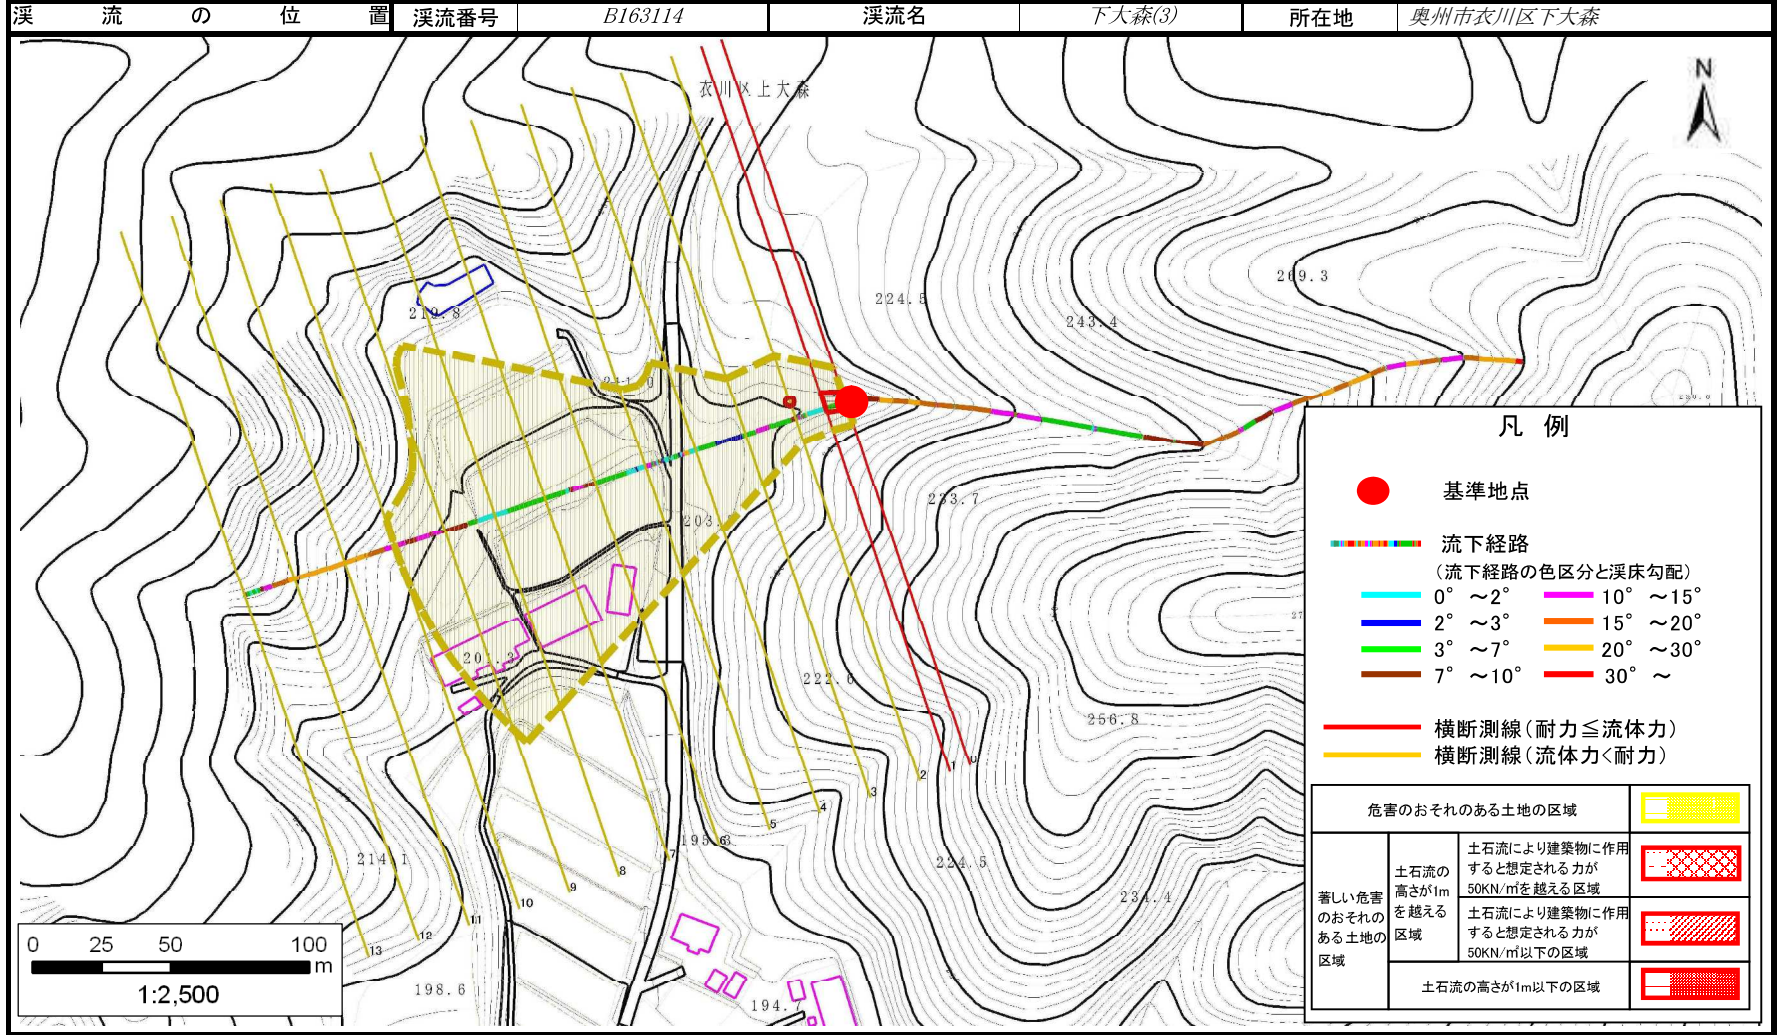 溪流の位置 渓流番号 B163114 渓流名 下大森(3) 所在地 奥州市衣川区下大森
衣川区上大森
N
269.3
224.5
243.4
219.8
211.0
233.7
203.
201.3
222.6
256.8
195.3
224.5
234.4
214.1
198.6
194.7
0
1
2
3
4
5
6
7
8
9
10
11
12
13
0 25 50 100
m
1:2,500
凡 例
基準地点
流下経路
(流下経路の色区分と渓床勾配)
0° ～2° 10° ～15°
2° ～3° 15° ～20°
3° ～7° 20° ～30°
7° ～10° 30° ～
横断測線(耐力≦流体力)
横断測線(流体力<耐力)
危害のおそれのある土地の区域
著しい危害
のおそれの
ある土地の
区域
土石流の
高さが1m
を越える
区域
土石流により建築物に作用
すると想定される力が
50KN/㎡を越える区域
土石流により建築物に作用
すると想定される力が
50KN/㎡以下の区域
土石流の高さが1m以下の区域